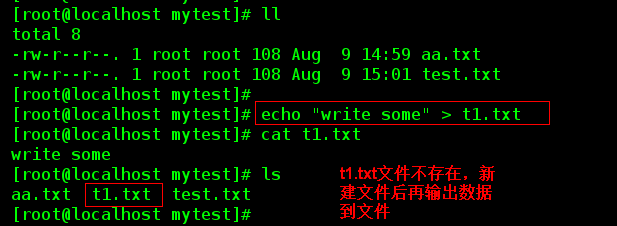 [root@localhost mytest]# ll
total 8
-rw-r--r--. 1 root root 108 Aug  9 14:59 aa.txt
-rw-r--r--. 1 root root 108 Aug  9 15:01 test.txt
[root@localhost mytest]#
[root@localhost mytest]# echo "write some" > t1.txt
[root@localhost mytest]# cat t1.txt
write some
[root@localhost mytest]# ls
aa.txt  t1.txt  test.txt
[root@localhost mytest]#
t1.txt文件不存在，新
建文件后再输出数据
到文件